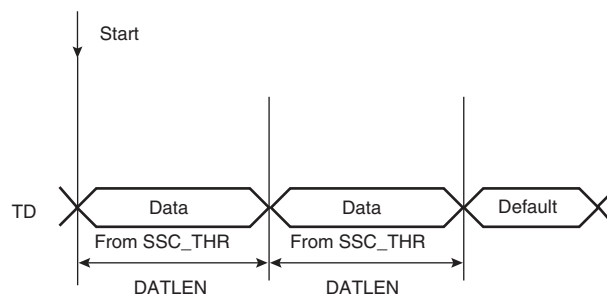 Start
TD
Data
Data
Default
From SSC_THR
From SSC_THR
DATLEN
DATLEN